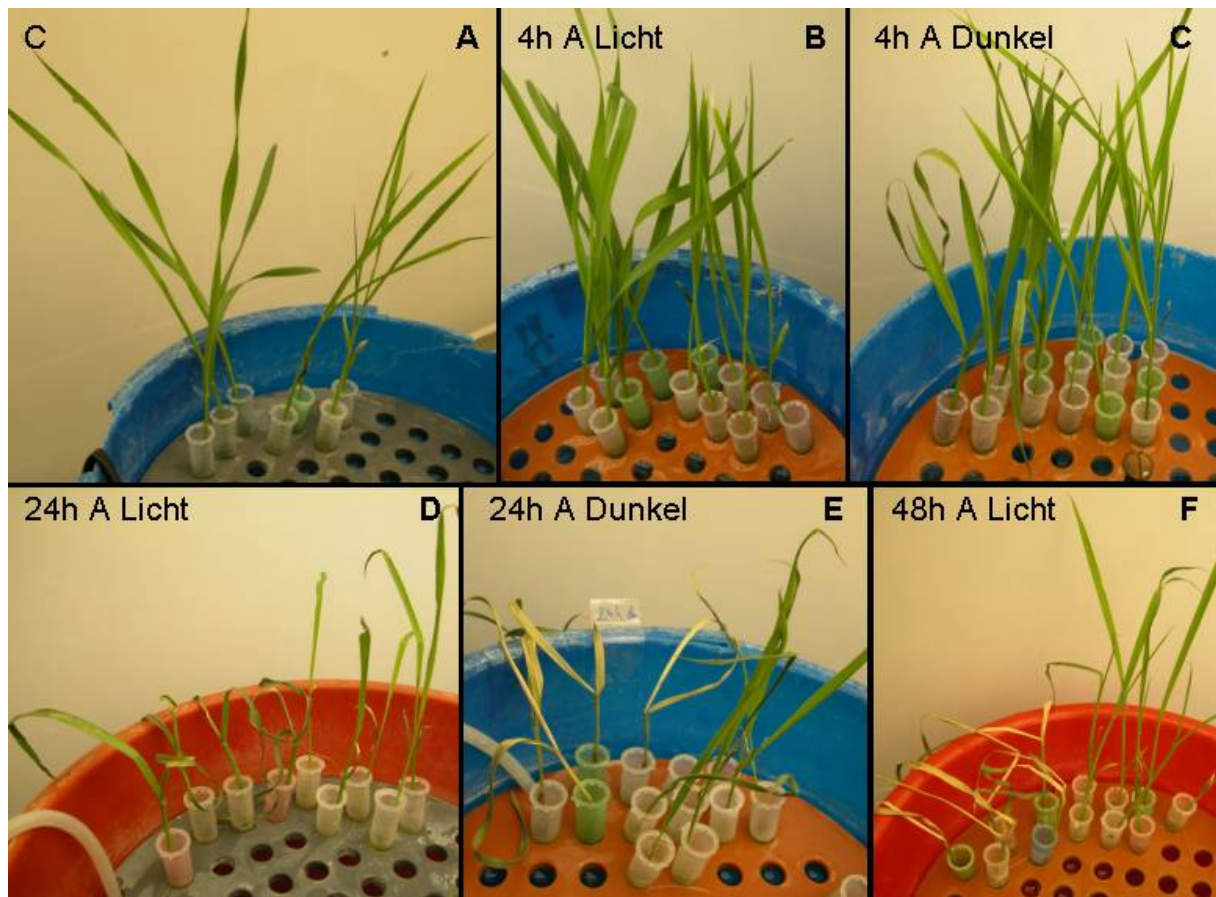 C A
4h A Licht B
4h A Dunkel C
24h A Licht D
24h A Dunkel E
48h A Licht F